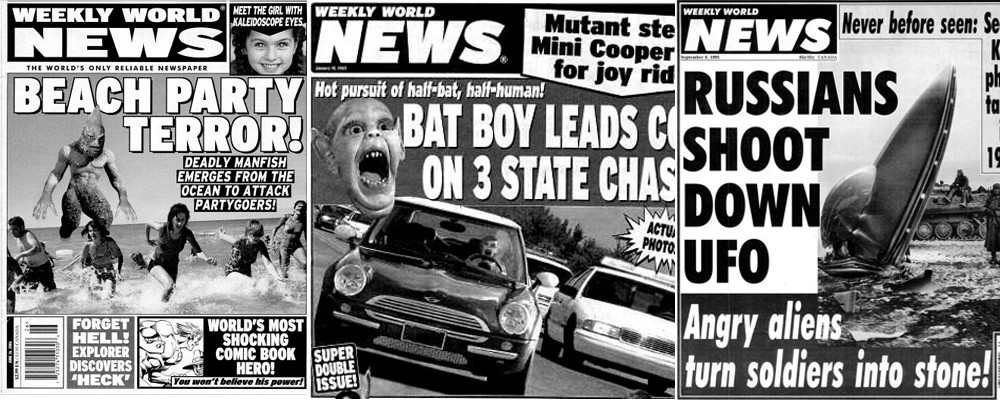 WEEKLY WORLD
NEWS
THE WORLD'S ONLY RELIABLE NEWSPAPER
MEET THE GIRL WITH
KALEIDOSCOPE EYES
BEACH PARTY
TERROR!
DEADLY MANFISH
EMERGES FROM THE
OCEAN TO ATTACK
PARTYGOERS!
FORGET
HELL!
EXPLORER
DISCOVERS
'HECK'
WORLD'S MOST
SHOCKING
COMIC BOOK
HERO!
You won't believe his power!
WEEKLY WORLD
NEWS
Mutant ste
Mini Cooper
for joy rid
Hot pursuit of half-bat, half-human!
BAT BOY LEADS CO
ON 3 STATE CHAS
ACTU
PHOTO
SUPER
DOUBLE
ISSUE!
WEEKLY WORLD
NEWS
Never before seen: Se
RUSSIANS
SHOOT
DOWN
UFO
19
Angry aliens
turn soldiers into stone!